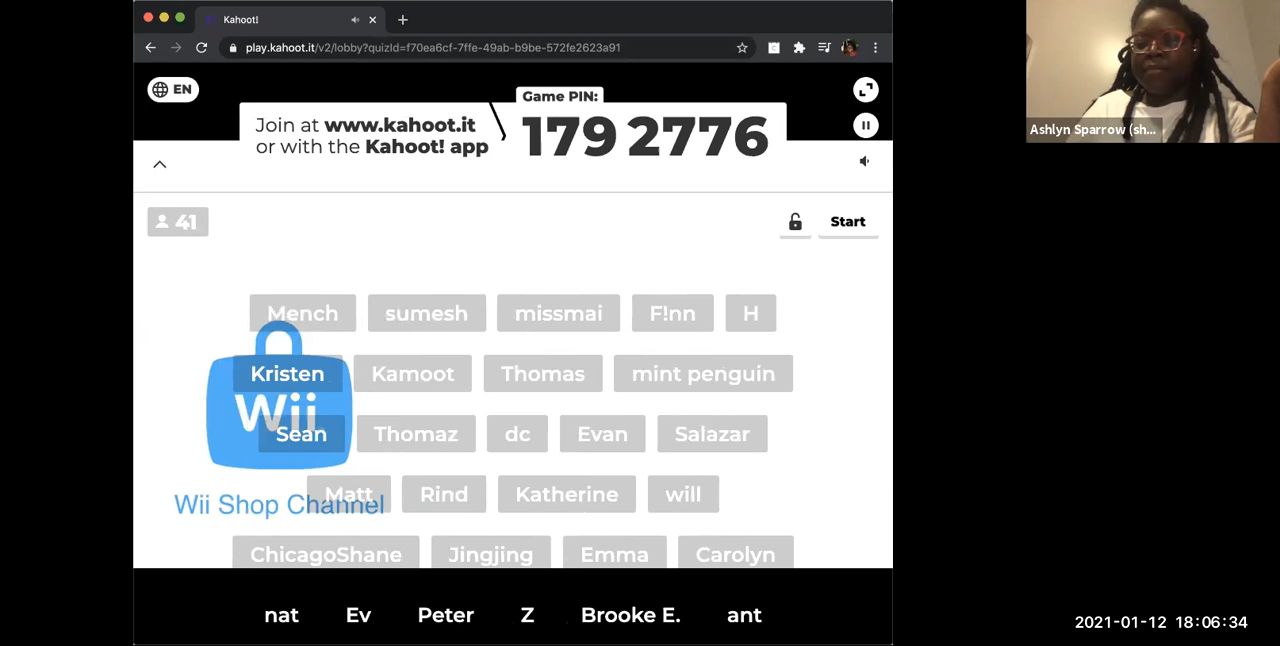 Kahoot!
play.kahoot.it/v2/lobby?quizId=f70ea6cf-7ffe-49ab-b9be-572fe2623a91
EN
Join at www.kahoot.it
or with the Kahoot! app
Game PIN:
179 2776
41
Start
Mench sumesh missmai F!nn H
Kristen Kamoot Thomas mint penguin
Wii
Sean Thomaz dc Evan Salazar
Matt Rind Katherine will
Wii Shop Channel
ChicagoShane Jingjing Emma Carolyn
nat Ev Peter Z Brooke E. ant
Ashlyn Sparrow (sh...
2021-01-12 18:06:34